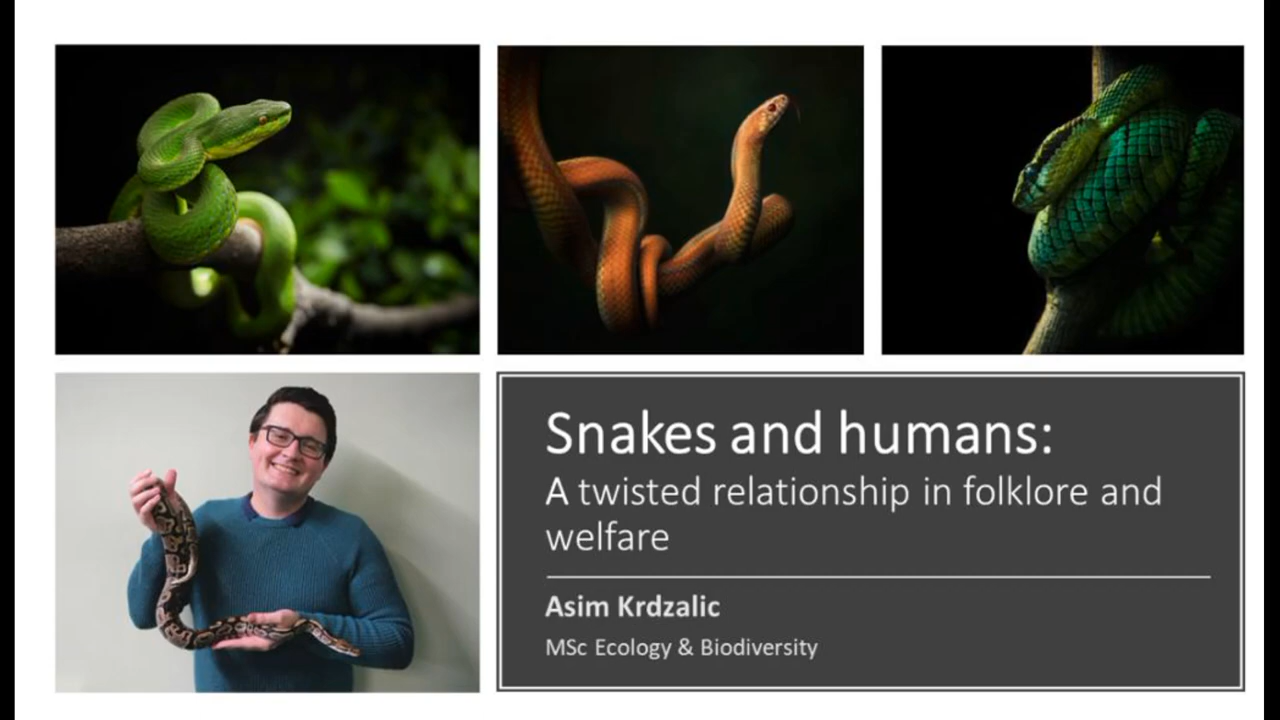 Snakes and humans:
A twisted relationship in folklore and
welfare
Asim Krdzalic
MSc Ecology & Biodiversity